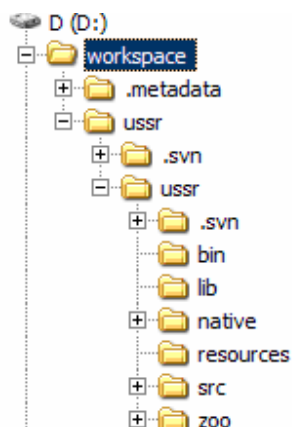 D (D:)
workspace
.metadata
ussr
.svn
ussr
.svn
bin
lib
native
resources
src
zoo